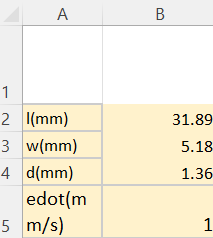 A B
1
2 l(mm) 31.89
3 w(mm) 5.18
4 d(mm) 1.36
edot(m
5 m/s) 1